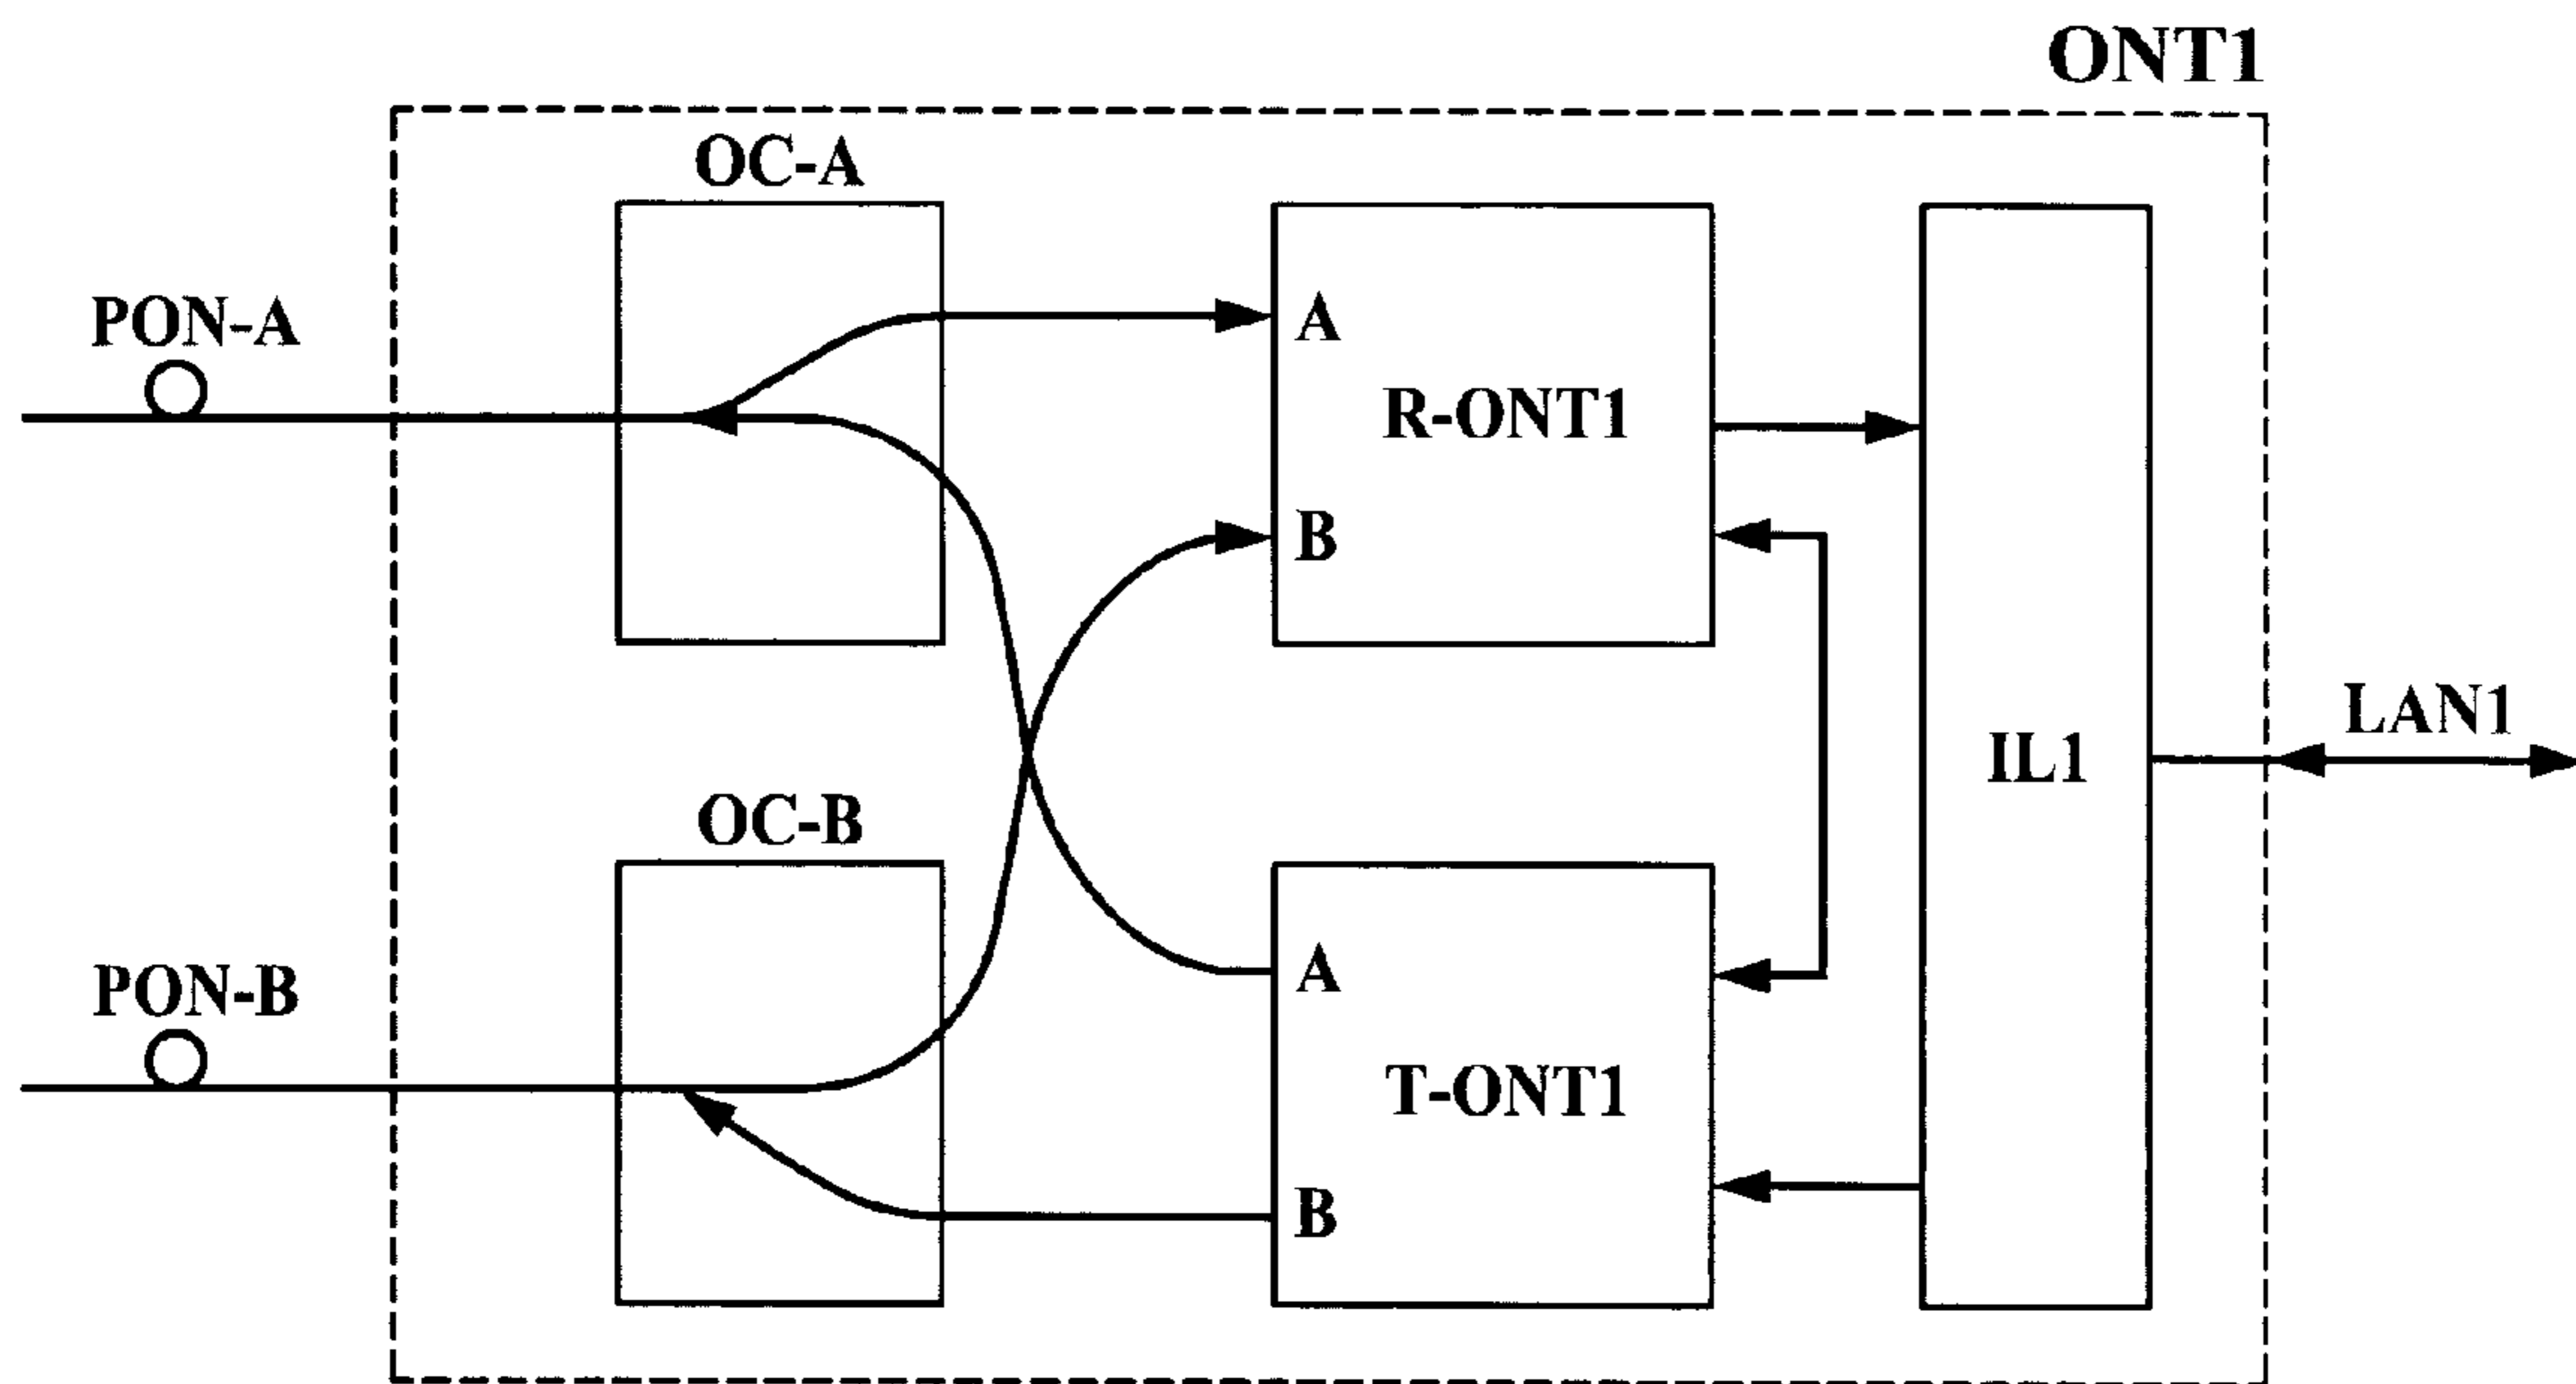 ONT1
OC-A
PON-A
A
R-ONT1
B
LAN1
IL1
OC-B
PON-B
A
T-ONT1
B